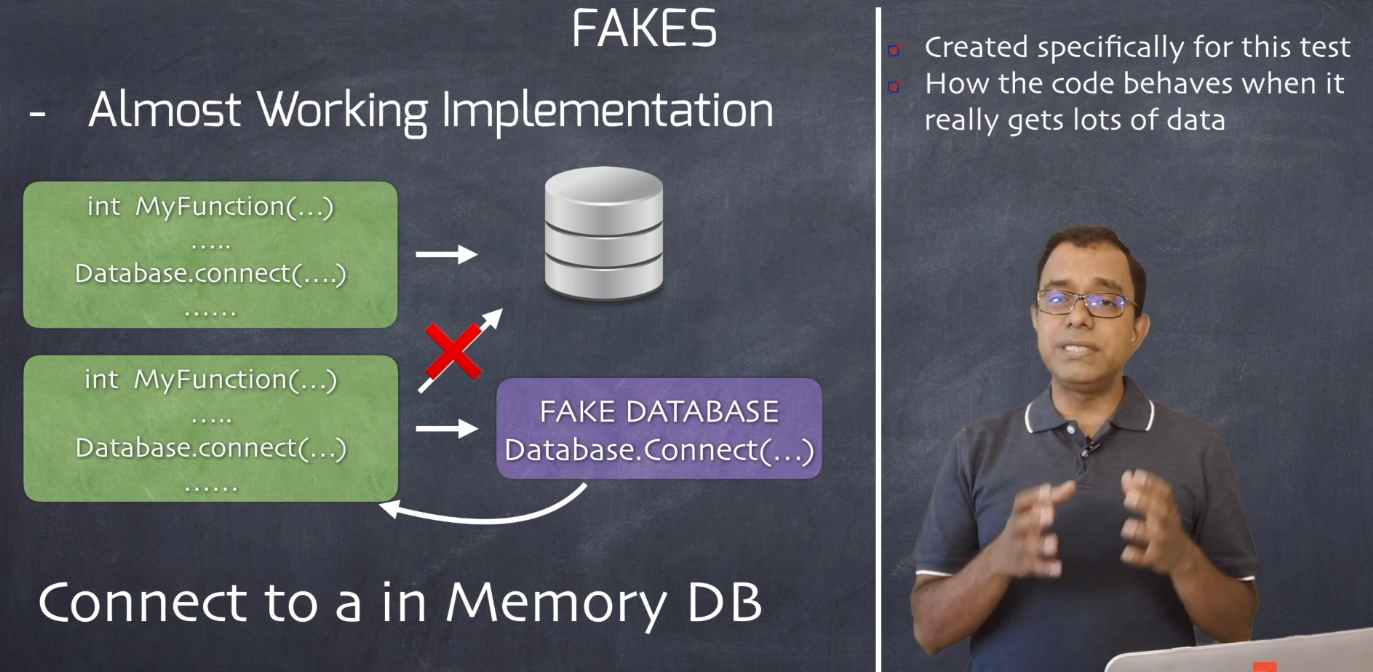 FAKES
- Almost Working Implementation
int MyFunction(...)
.....
Database.connect(....)
......
int MyFunction(...)
.....
Database.connect(...)
......
FAKE DATABASE
Database.Connect(...)
Connect to a in Memory DB
Created specifically for this test
How the code behaves when it
really gets lots of data